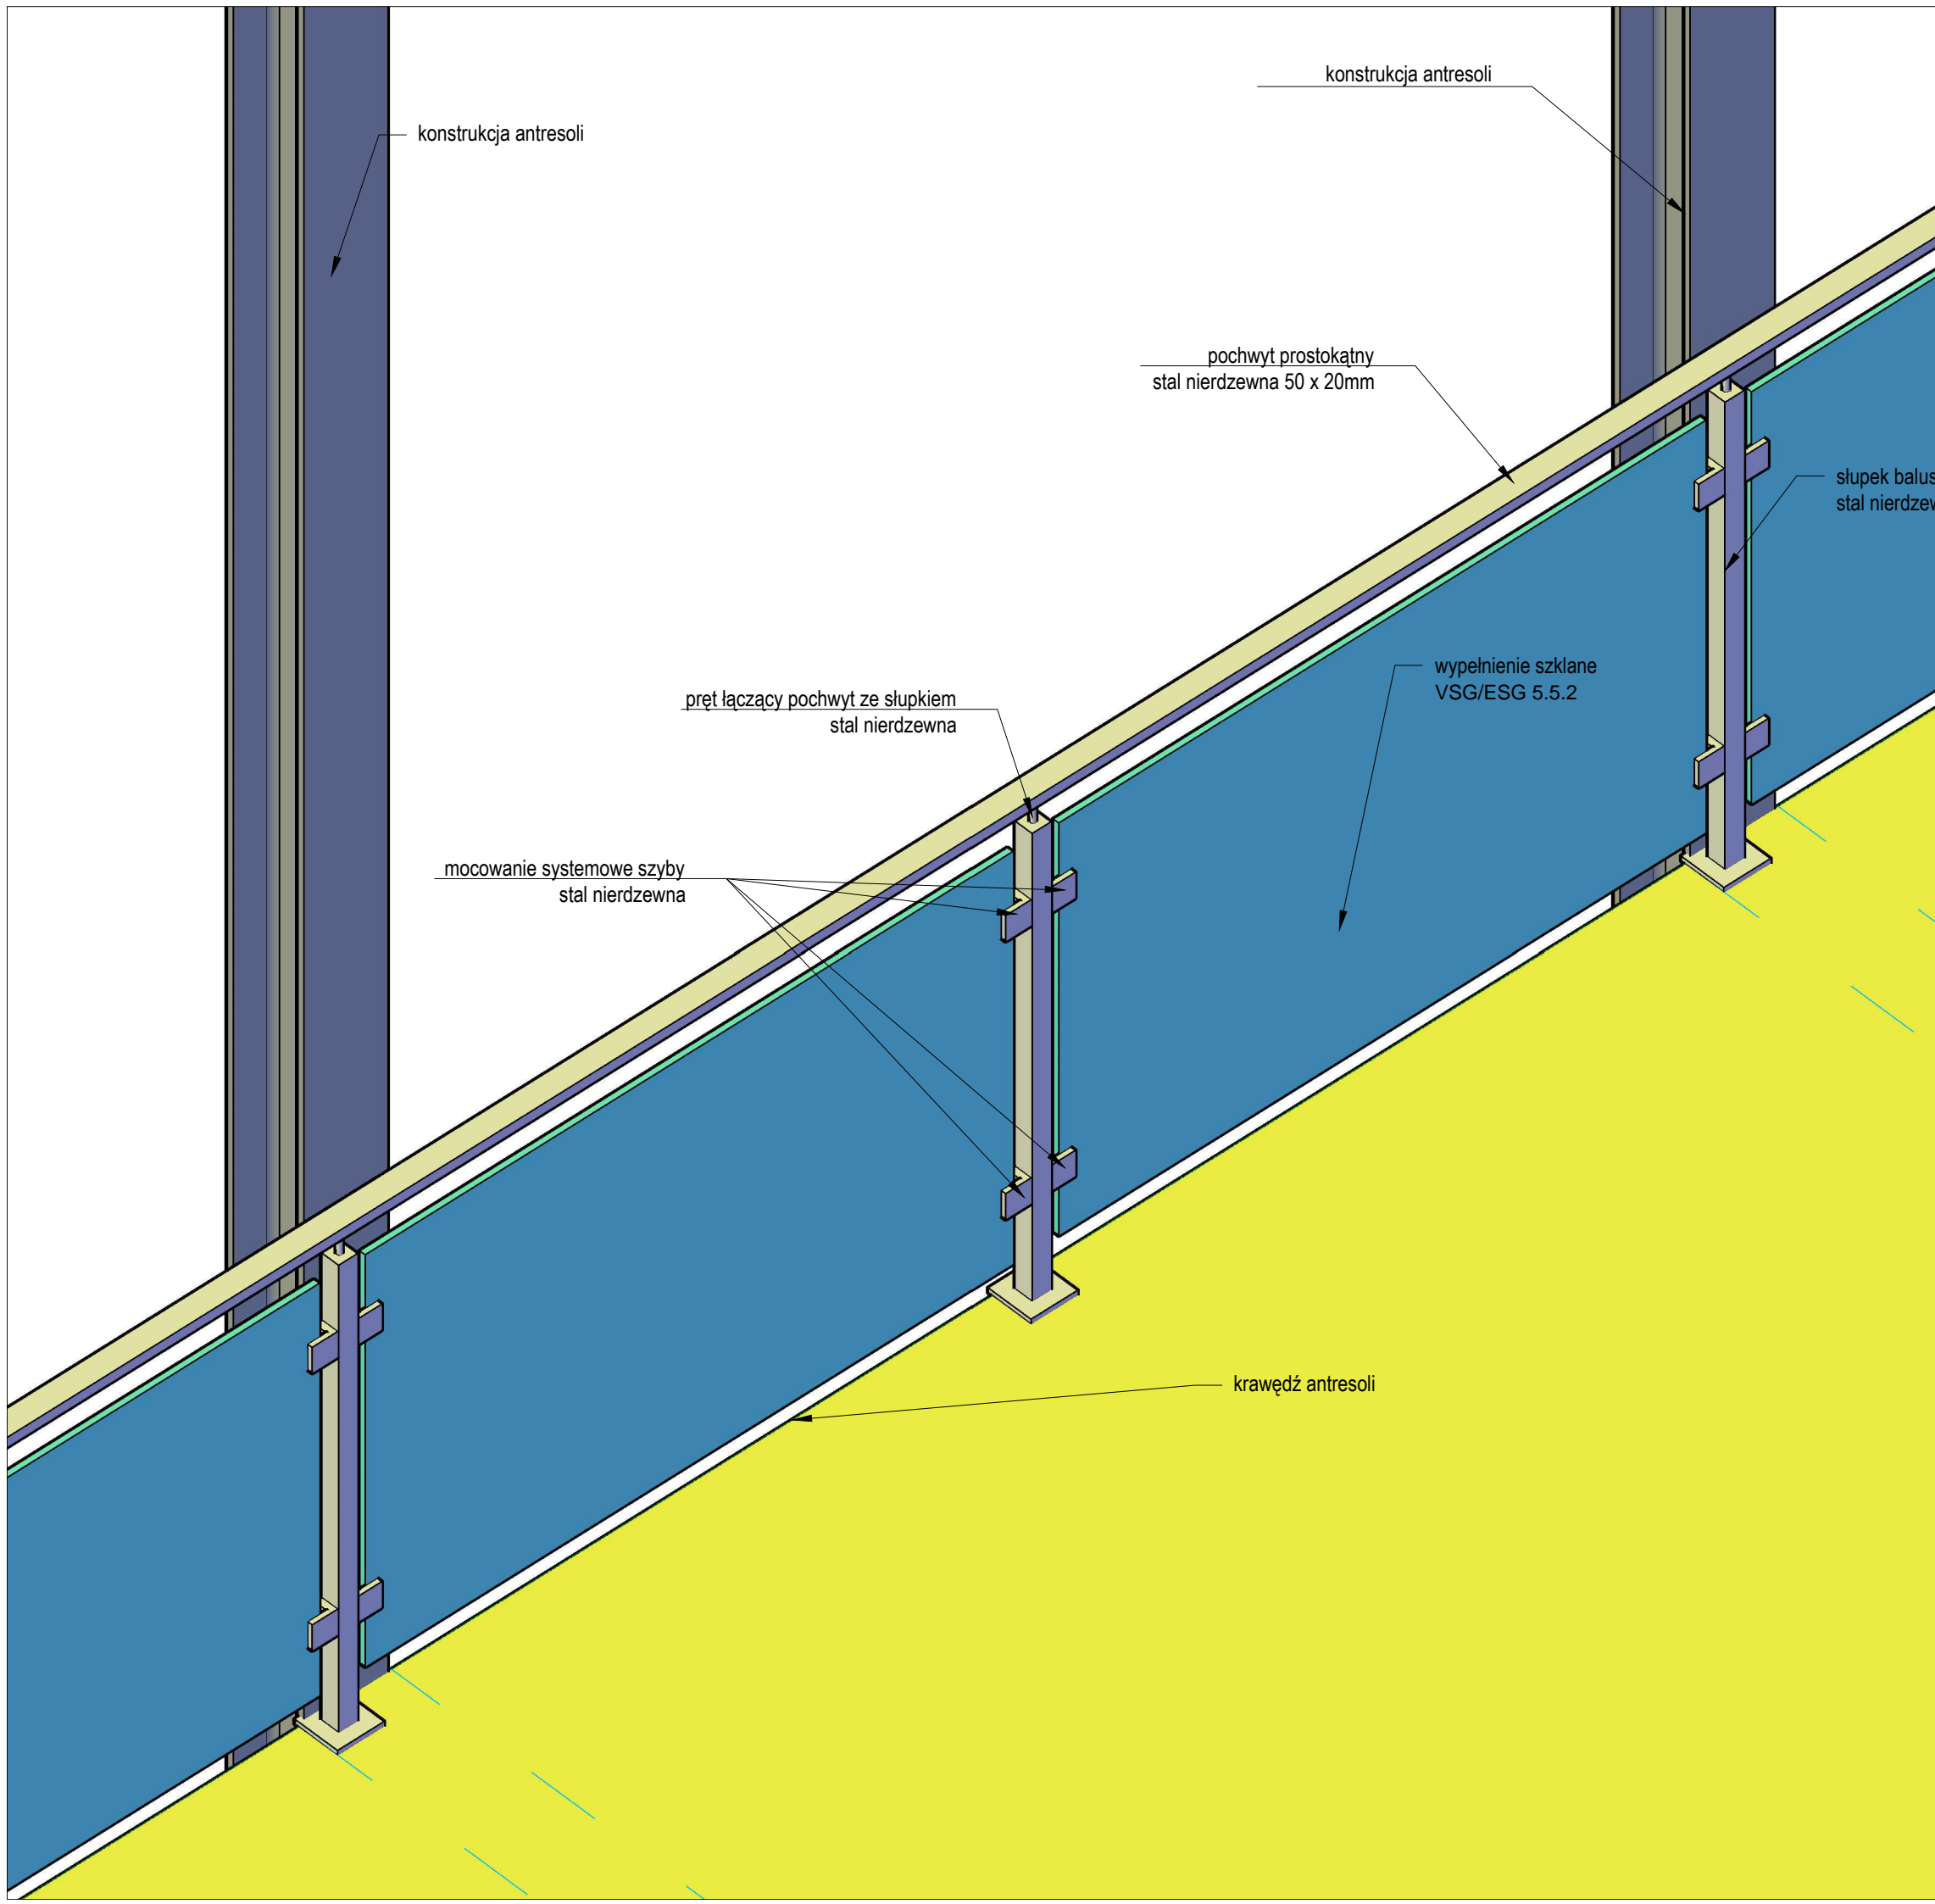 konstrukcja antresoli
konstrukcja antresoli
pochwyt prostokątny
stal nierdzewna 50 x 20mm
słupek balus
stal nierdzew
wypełnienie szklane
VSG/ESG 5.5.2
pręt łączący pochwyt ze słupkiem
stal nierdzewna
mocowanie systemowe szyby
stal nierdzewna
krawędź antresoli